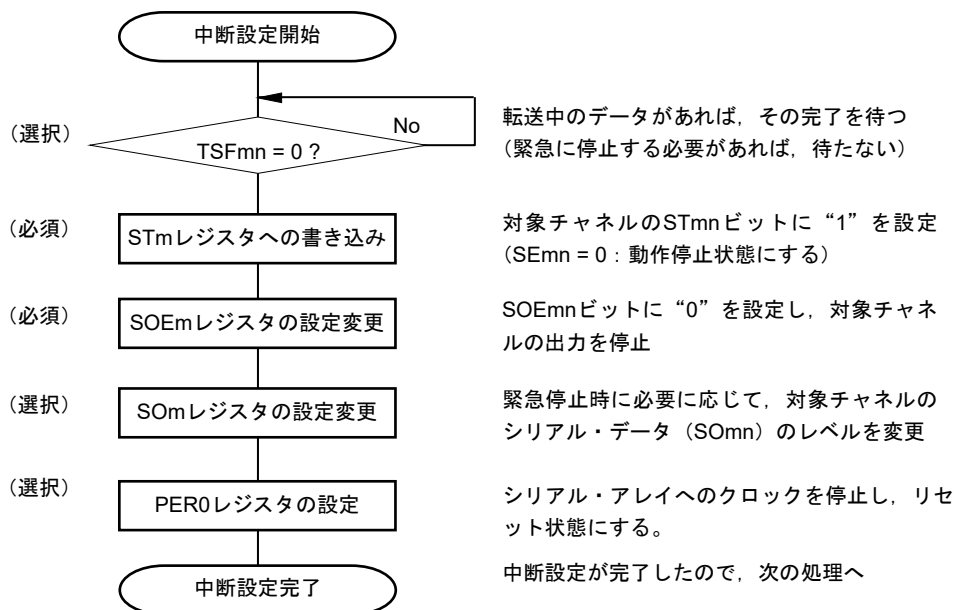 中断設定開始
(選択)
TSFmn = 0 ?
No
転送中のデータがあれば，その完了を待つ
(緊急に停止する必要があれば，待たない)
(必須)
STmレジスタへの書き込み
対象チャネルのSTmnビットに“1”を設定
(SEmn = 0：動作停止状態にする)
(必須)
SOEmレジスタの設定変更
SOEmnビットに“0”を設定し，対象チャネ
ルの出力を停止
(選択)
SOmレジスタの設定変更
緊急停止時に必要に応じて，対象チャネルの
シリアル・データ（SOmn）のレベルを変更
(選択)
PER0レジスタの設定
シリアル・アレイへのクロックを停止し，リセ
ット状態にする。
中断設定完了
中断設定が完了したので，次の処理へ